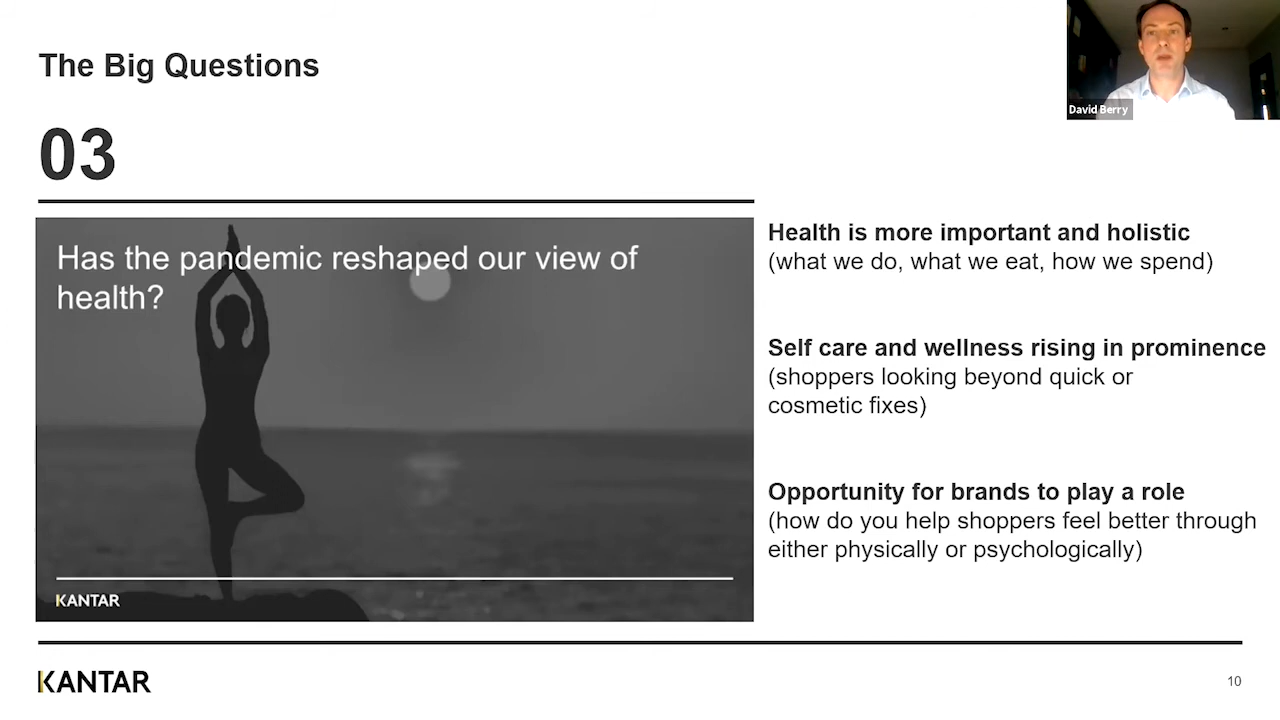 The Big Questions
David Berry
03
Has the pandemic reshaped our view of
health?
KANTAR
Health is more important and holistic
(what we do, what we eat, how we spend)
Self care and wellness rising in prominence
(shoppers looking beyond quick or
cosmetic fixes)
Opportunity for brands to play a role
(how do you help shoppers feel better through
either physically or psychologically)
KANTAR
10